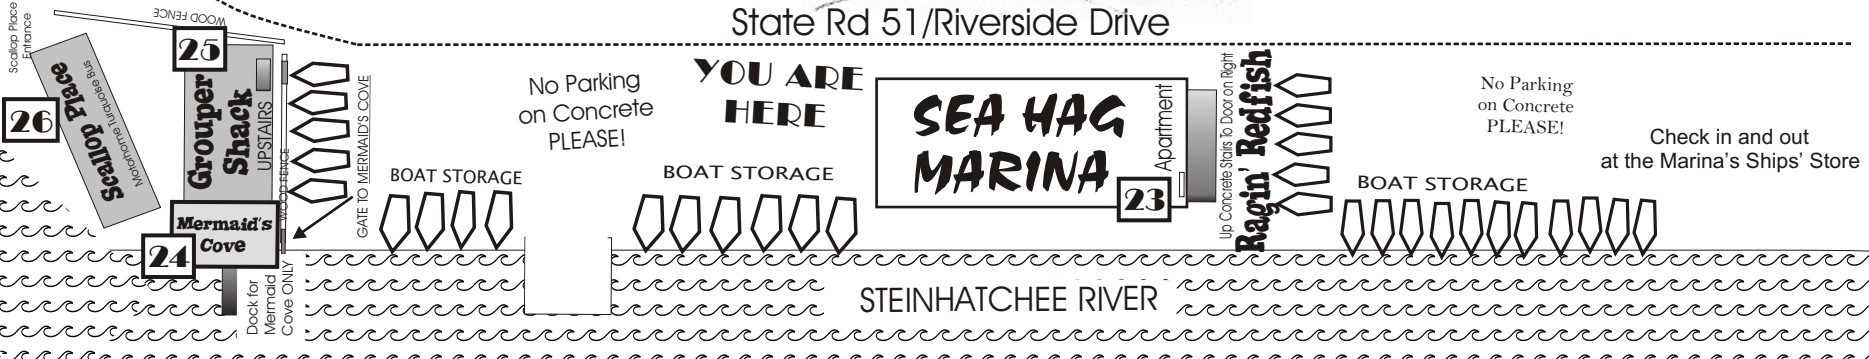 State Rd 51/Riverside Drive
Scallop Place
Entrance
WOOD FENCE
26
Scallop Place
Motorhome Turquoise Bus
25
Grouper
Shack
UPSTAIRS
WOOD FENCE
GATE TO MERMAID'S COVE
24
Mermaid's
Cove
Dock for
Mermaid
Cove ONLY
BOAT STORAGE
No Parking
on Concrete
PLEASE!
YOU ARE
HERE
BOAT STORAGE
SEA HAG
MARINA
23
Apartment
Up Concrete Stairs To Door on Right
Ragin' Redfish
BOAT STORAGE
No Parking
on Concrete
PLEASE!
Check in and out
at the Marina's Ships' Store
STEINHATCHEE RIVER